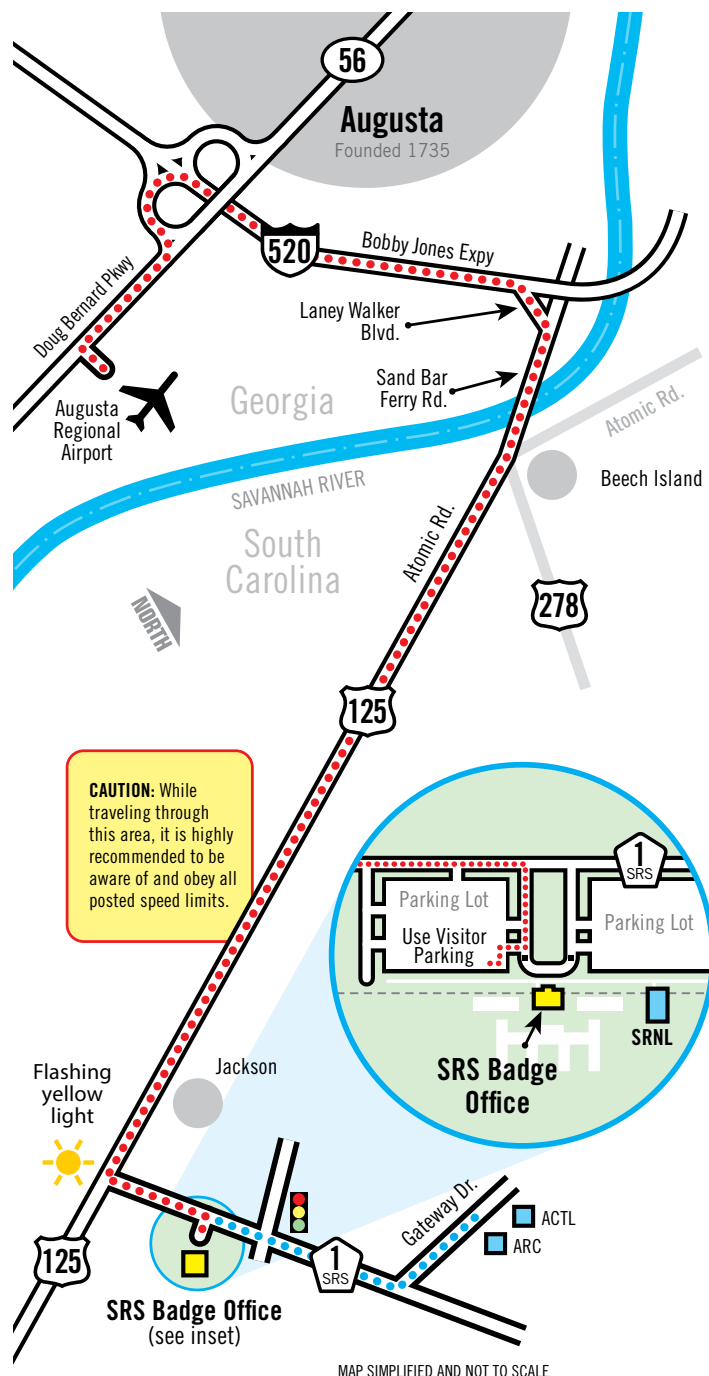 56
Augusta
Founded 1735
520
Bobby Jones Expy
Doug Bernard Pkwy
Laney Walker
Blvd.
Sand Bar
Ferry Rd.
Augusta
Regional
Airport
Georgia
Atomic Rd.
Beech Island
SAVANNAH RIVER
South
Carolina
Atomic Rd.
NORTH
278
125
CAUTION: While
traveling through
this area, it is highly
recommended to be
aware of and obey all
posted speed limits.
1
SRS
Parking Lot
Parking Lot
Use Visitor
Parking
SRNL
SRS Badge
Office
Jackson
Flashing
yellow
light
Gateway Dr.
ACTL
ARC
125
1
SRS
SRS Badge Office
(see inset)
MAP SIMPLIFIED AND NOT TO SCALE